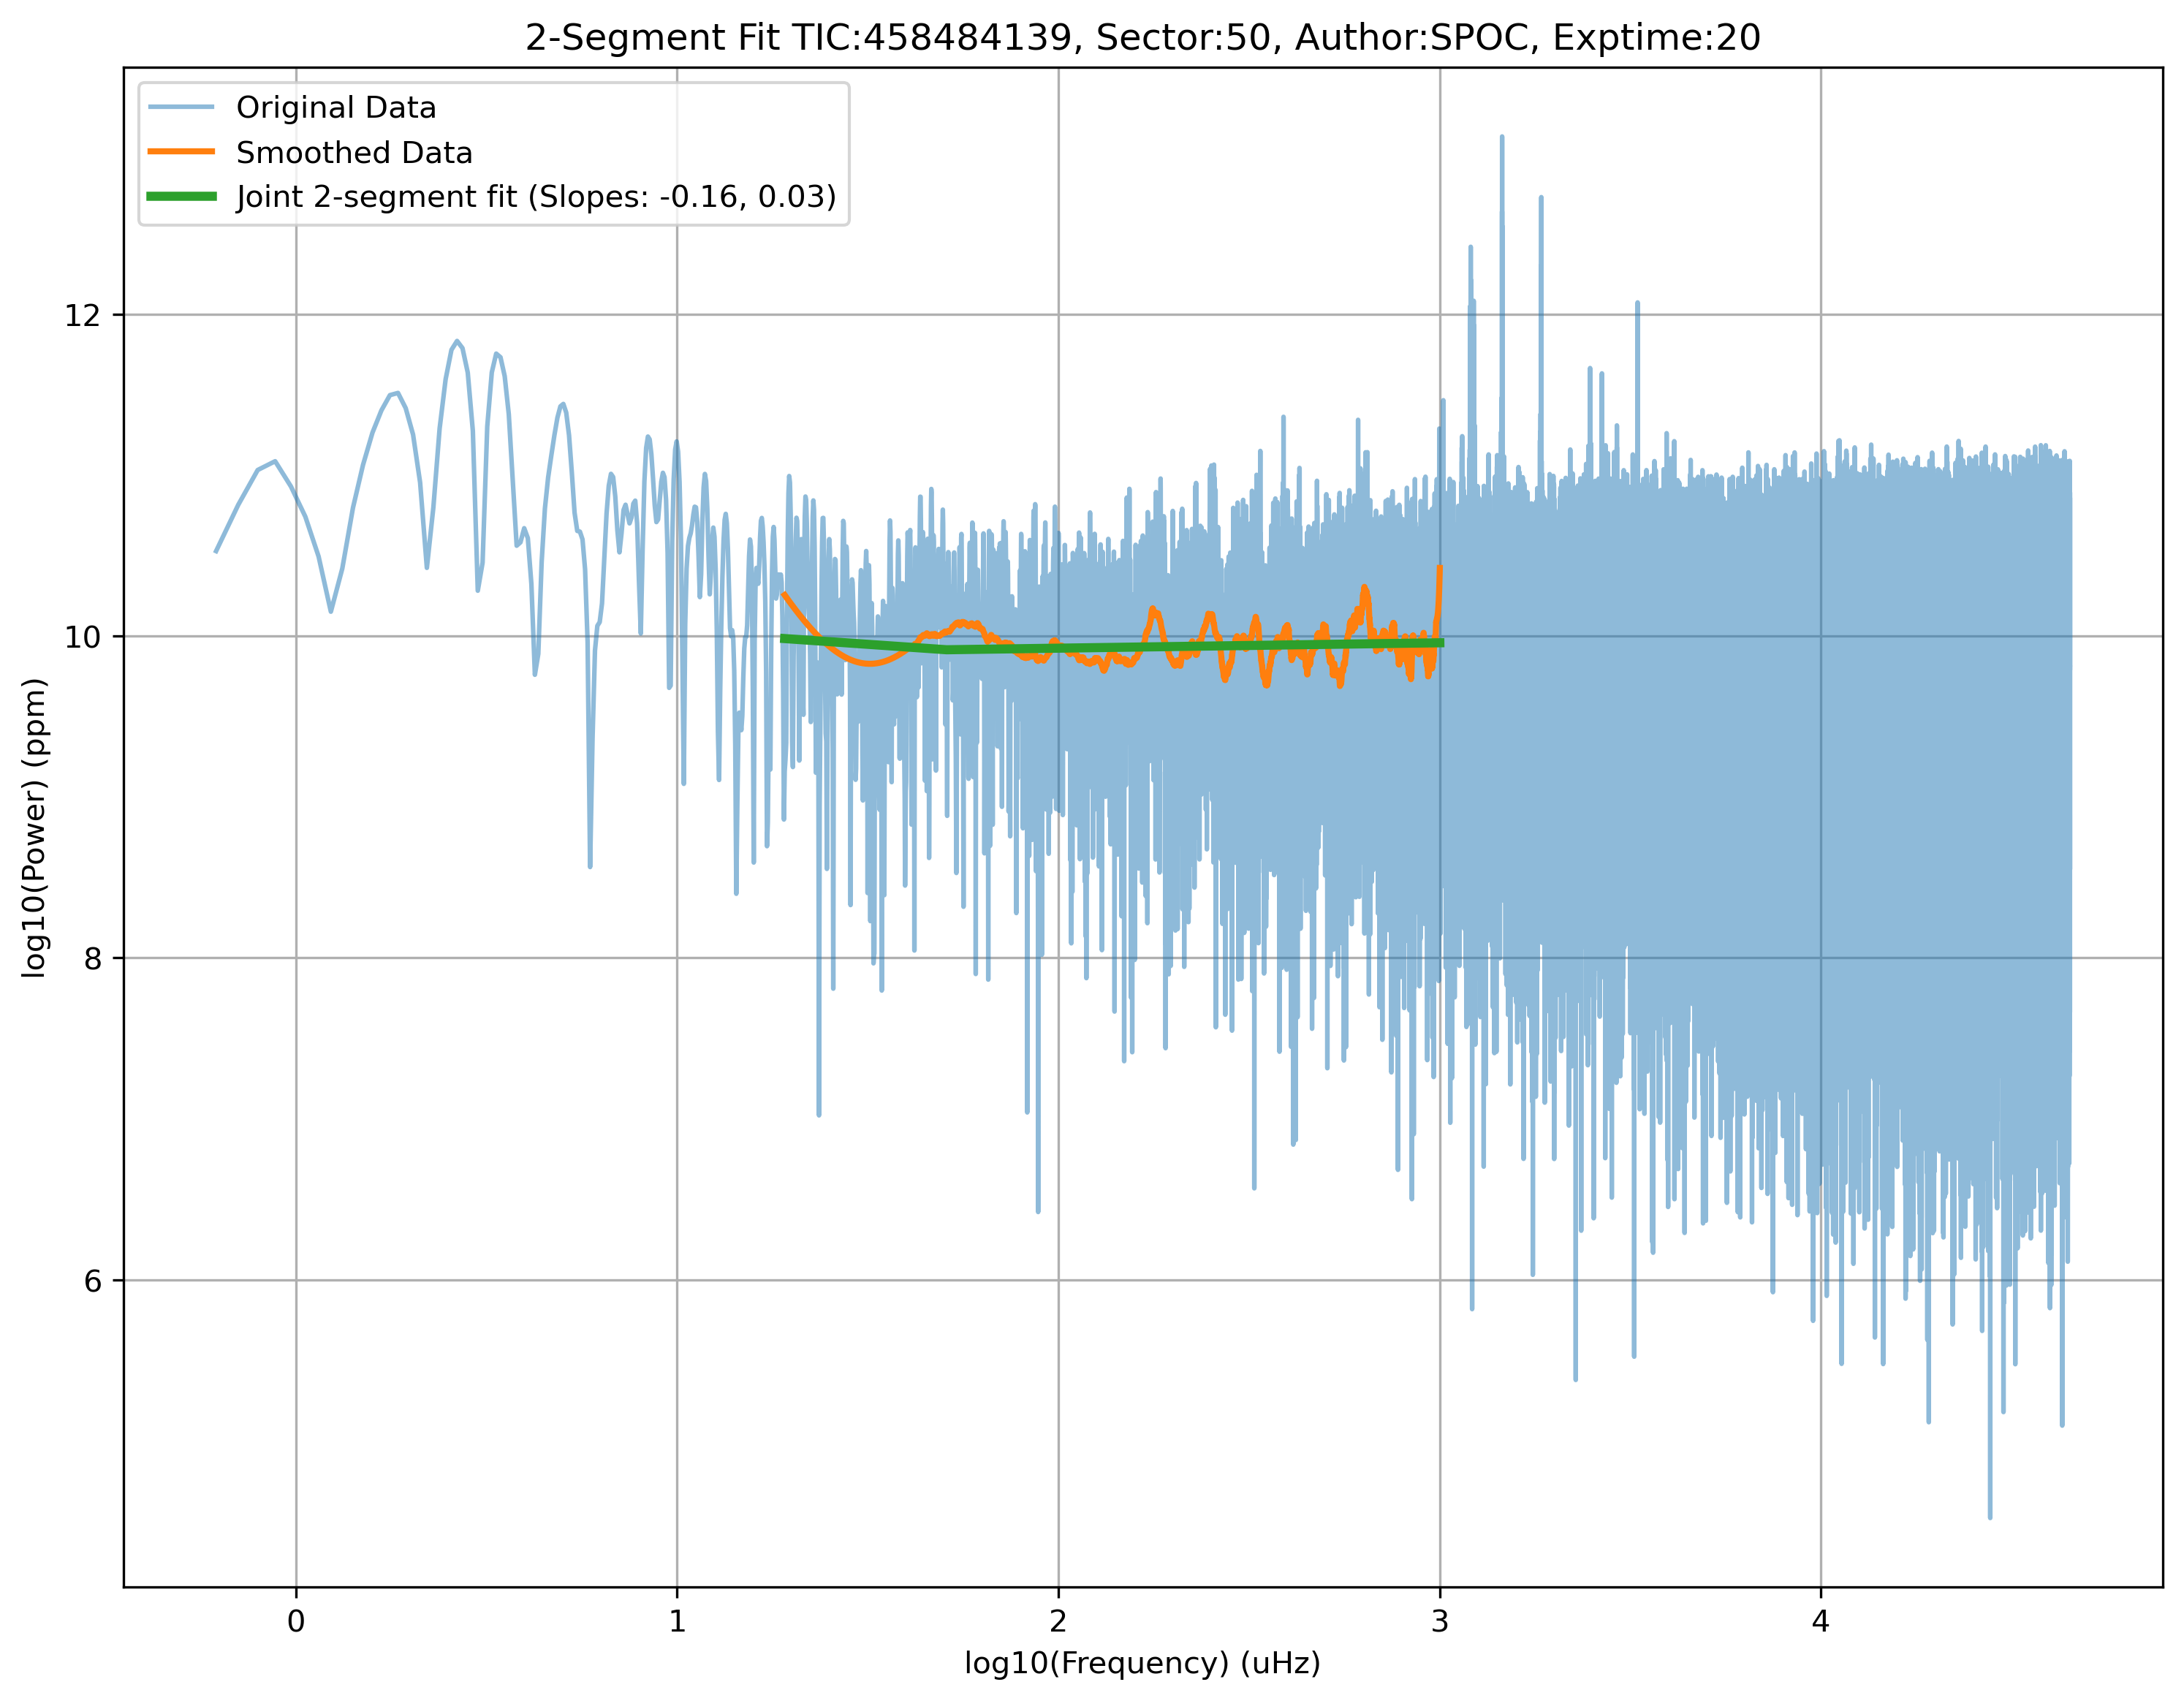 2-Segment Fit TIC:458484139, Sector:50, Author:SPOC, Exptime:20
Original Data
Smoothed Data
Joint 2-segment fit (Slopes: -0.16, 0.03)
log10(Power) (ppm)
12
10
8
6
0 1 2 3 4
log10(Frequency) (uHz)